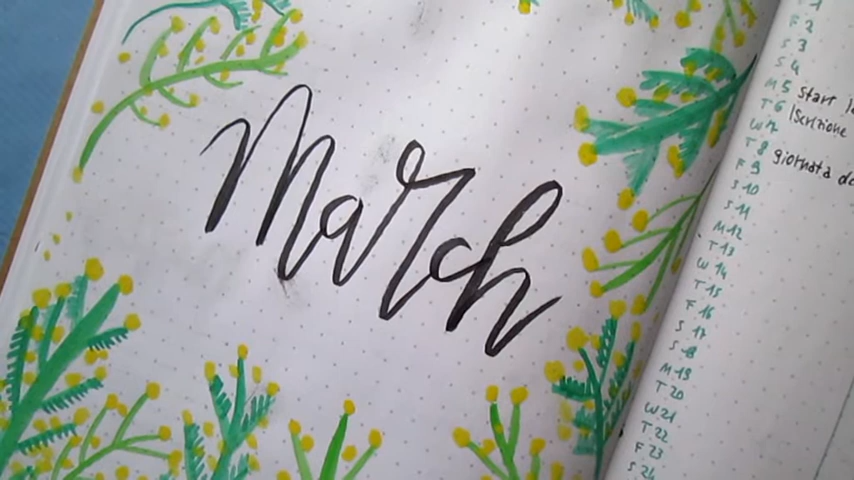 March
F 2
S 3
S 4
M 5 Start
T 6 Iscrizione
W 7
T 8 giornata
F 9
S 10
S 11
M 12
T 13
W 14
T 15
F 16
S 17
S 18
M 19
T 20
W 21
T 22
F 23
S 24